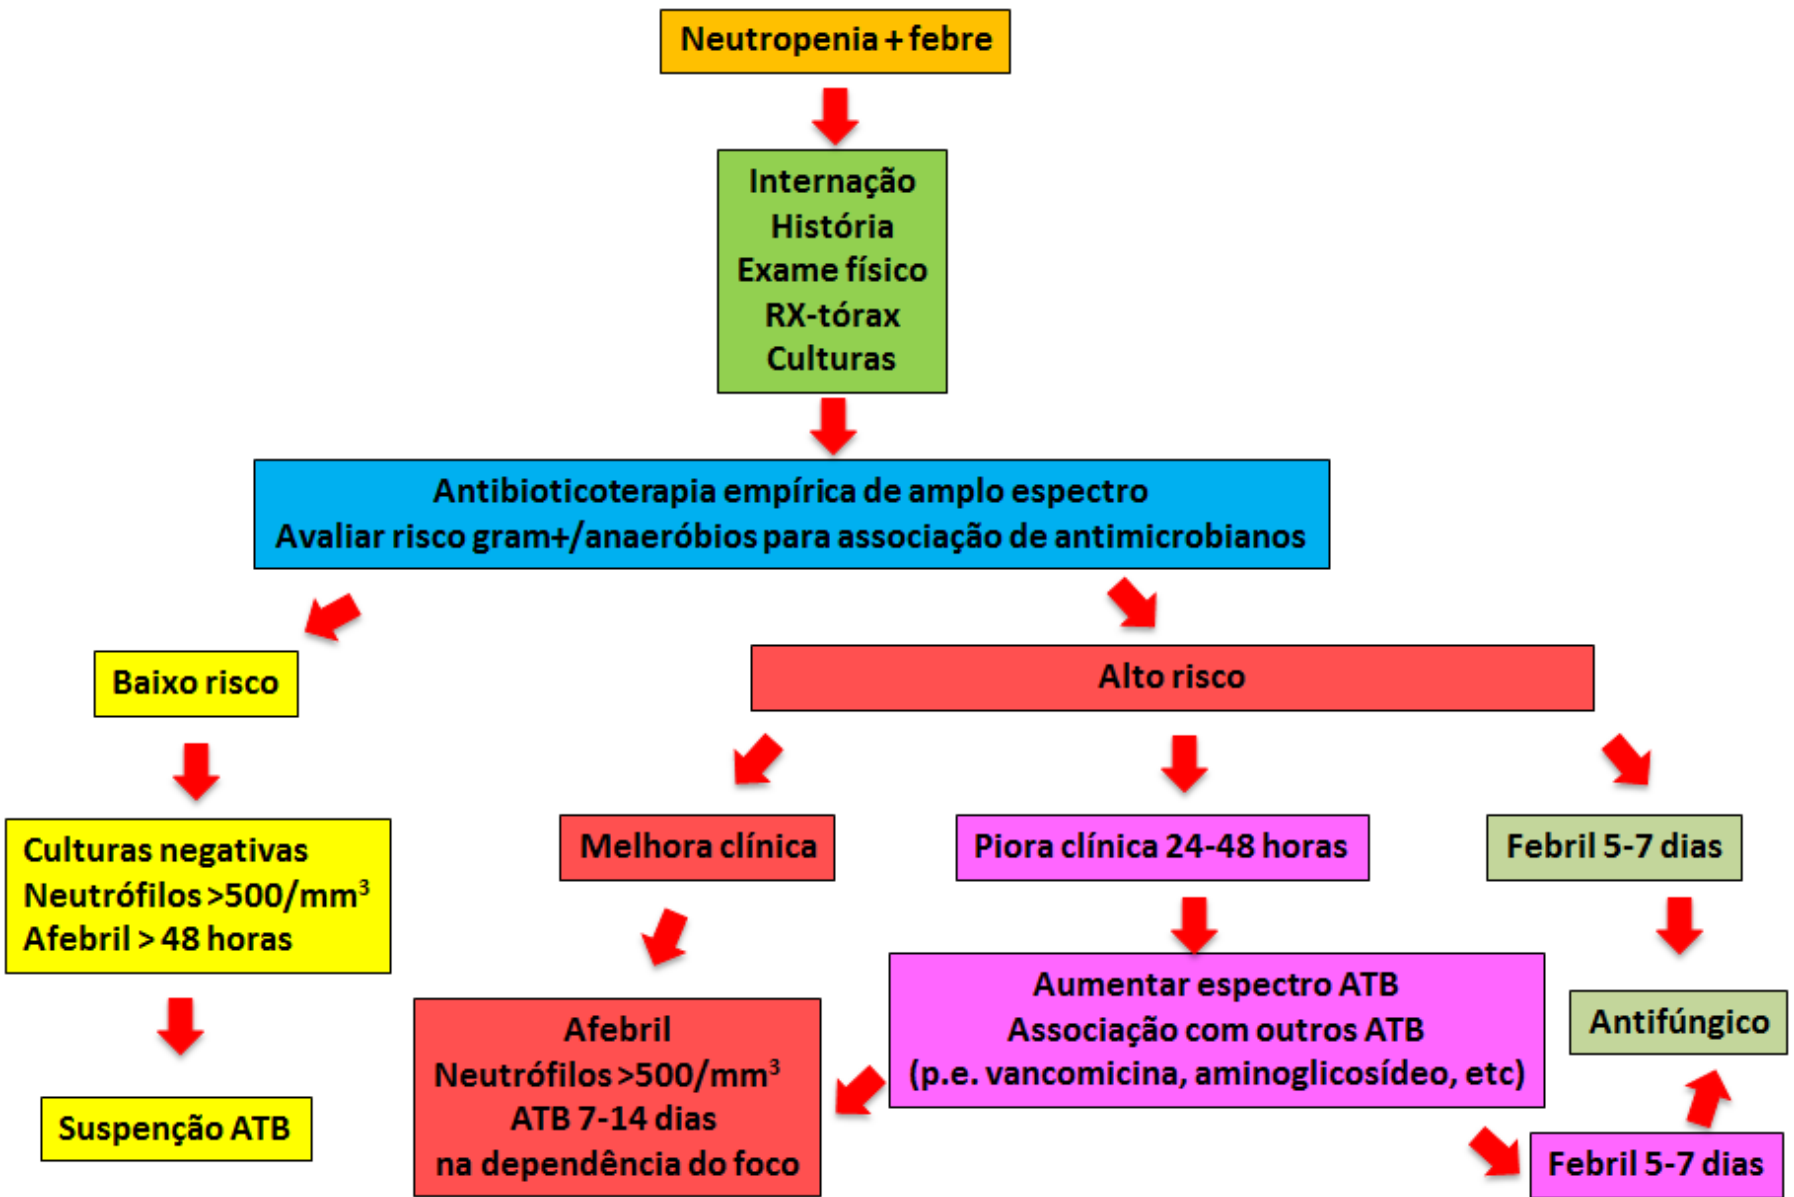 Neutropenia + febre
Internação
História
Exame físico
RX-tórax
Culturas
Antibioticoterapia empírica de amplo espectro
Avaliar risco gram+/anaeróbios para associação de antimicrobianos
Baixo risco
Alto risco
Culturas negativas
Neutrófilos >500/mm³
Afebril > 48 horas
Suspenção ATB
Melhora clínica
Afebril
Neutrófilos >500/mm³
ATB 7-14 dias
na dependência do foco
Piora clínica 24-48 horas
Aumentar espectro ATB
Associação com outros ATB
(p.e. vancomicina, aminoglicosídeo, etc)
Febril 5-7 dias
Febril 5-7 dias
Antifúngico